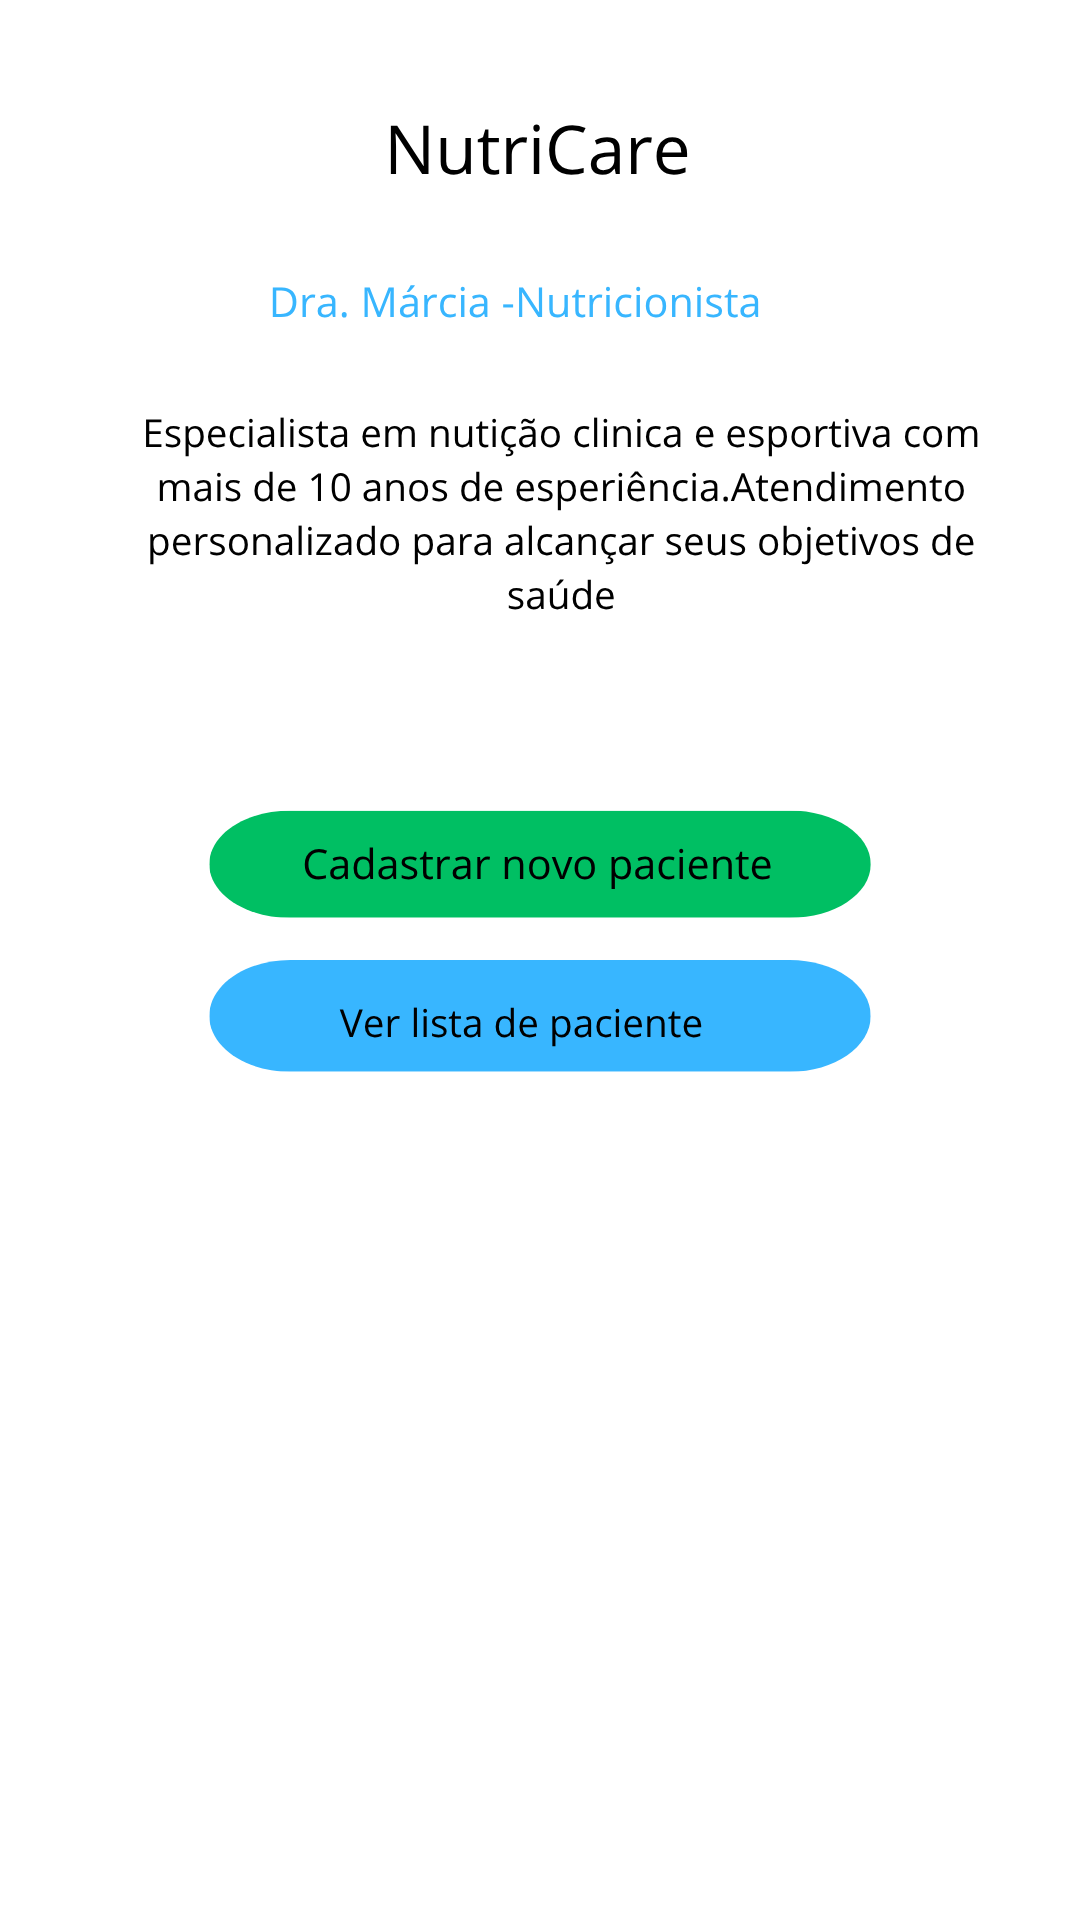 NutriCare
Dra. Márcia -Nutricionista
Especialista em nutição clinica e esportiva com
mais de 10 anos de esperiência.Atendimento
personalizado para alcançar seus objetivos de
saúde
Cadastrar novo paciente
Ver lista de paciente